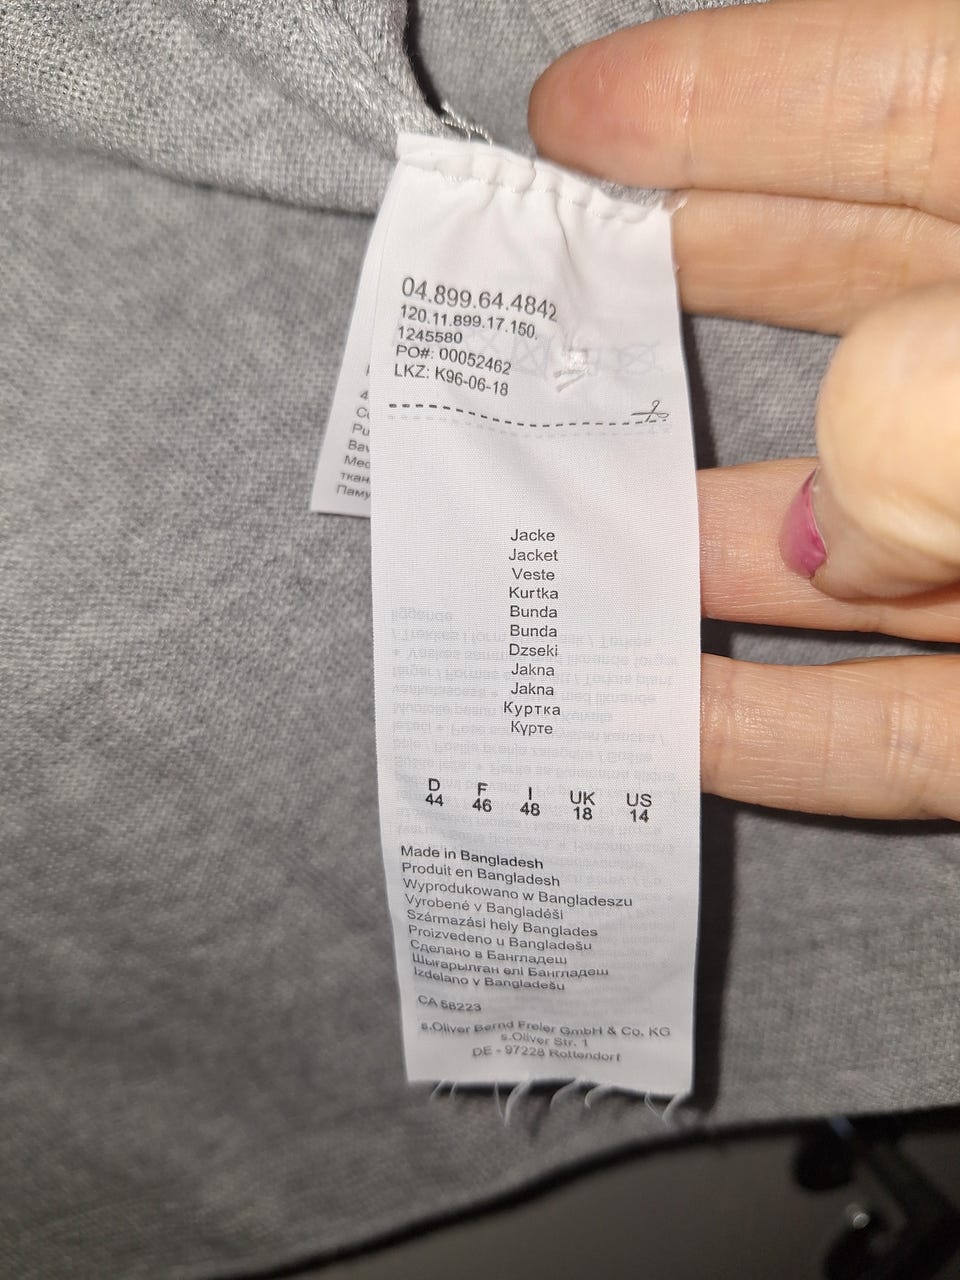 04.899.64.4842
120.11.899.17.150.
1245580
PO#: 00052462
LKZ: K96-06-18
Jacke
Jacket
Veste
Kurtka
Bunda
Bunda
Dzseki
Jakna
Jakna
Куртка
Күрте
D F I UK US
44 46 48 18 14
Made in Bangladesh
Produit en Bangladesh
Wyprodukowano w Bangladeszu
Vyrobené v Bangladéši
Származási hely Banglades
Proizvedeno u Bangladešu
Сделано в Бангладеш
Шығарылған елі Бангладеш
Izdelano v Bangladešu
CA 58223
s.Oliver Bernd Freier GmbH & Co. KG
s.Oliver Str. 1
DE - 97228 Rottendorf